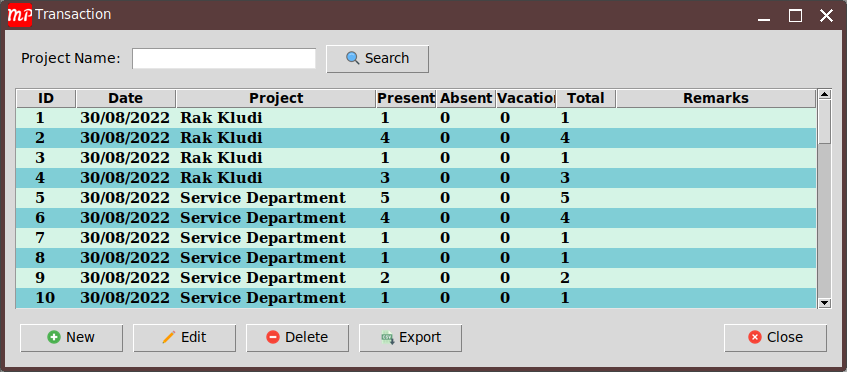 MP Transaction
Project Name: Search
ID Date Project Present Absent Vacation Total Remarks
1 30/08/2022 Rak Kludi 1 0 0 1
2 30/08/2022 Rak Kludi 4 0 0 4
3 30/08/2022 Rak Kludi 1 0 0 1
4 30/08/2022 Rak Kludi 3 0 0 3
5 30/08/2022 Service Department 5 0 0 5
6 30/08/2022 Service Department 4 0 0 4
7 30/08/2022 Service Department 1 0 0 1
8 30/08/2022 Service Department 1 0 0 1
9 30/08/2022 Service Department 2 0 0 2
10 30/08/2022 Service Department 1 0 0 1
New Edit Delete Export Close